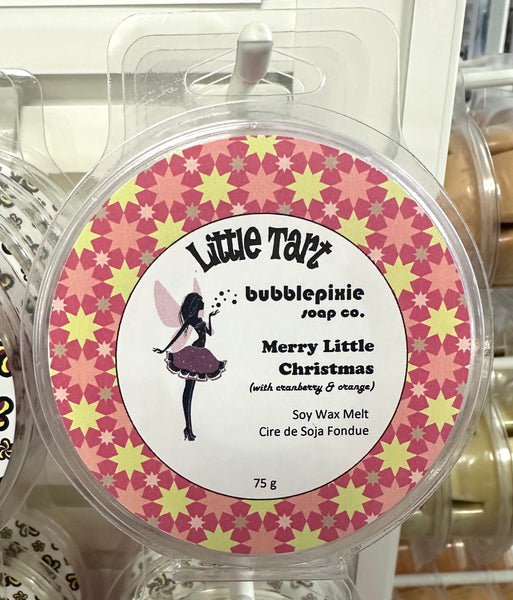 Little Tart
bubblepixie
soap co.
Merry Little
Christmas
(with cranberry & orange)
Soy Wax Melt
Cire de Soja Fondue
75 g